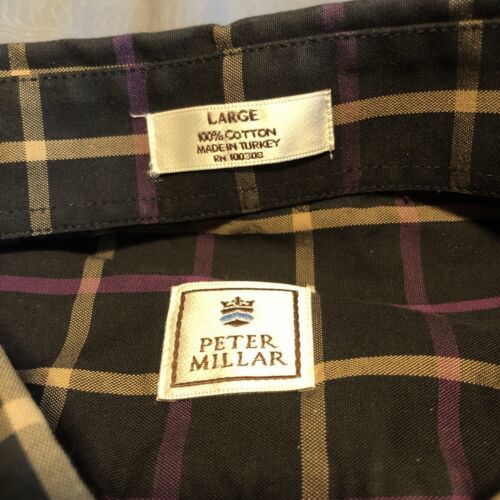 LARGE
100% COTTON
MADE IN TURKEY
RN 100308
PETER
MILLAR